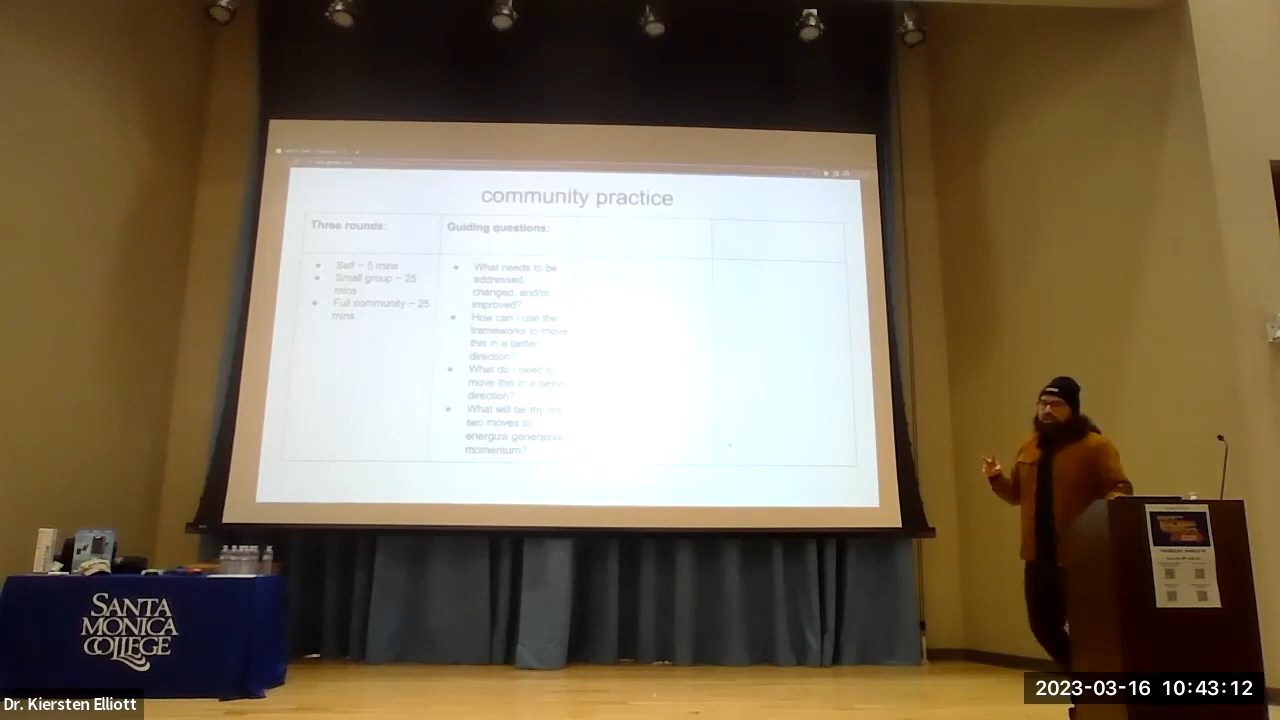 community practice
Three rounds:
Self ~ 5 mins
Small group ~ 25
mins
Full community ~ 25
mins
Guiding questions:
What needs to be
addressed,
changed, and/or
improved?
How can I use the
frameworks to move
this in a better
direction?
What do I need to
move this in a better
direction?
What will be my first
two moves to
energize generative
momentum?
SANTA
MONICA
COLLEGE
Dr. Kiersten Elliott
2023-03-16 10:43:12